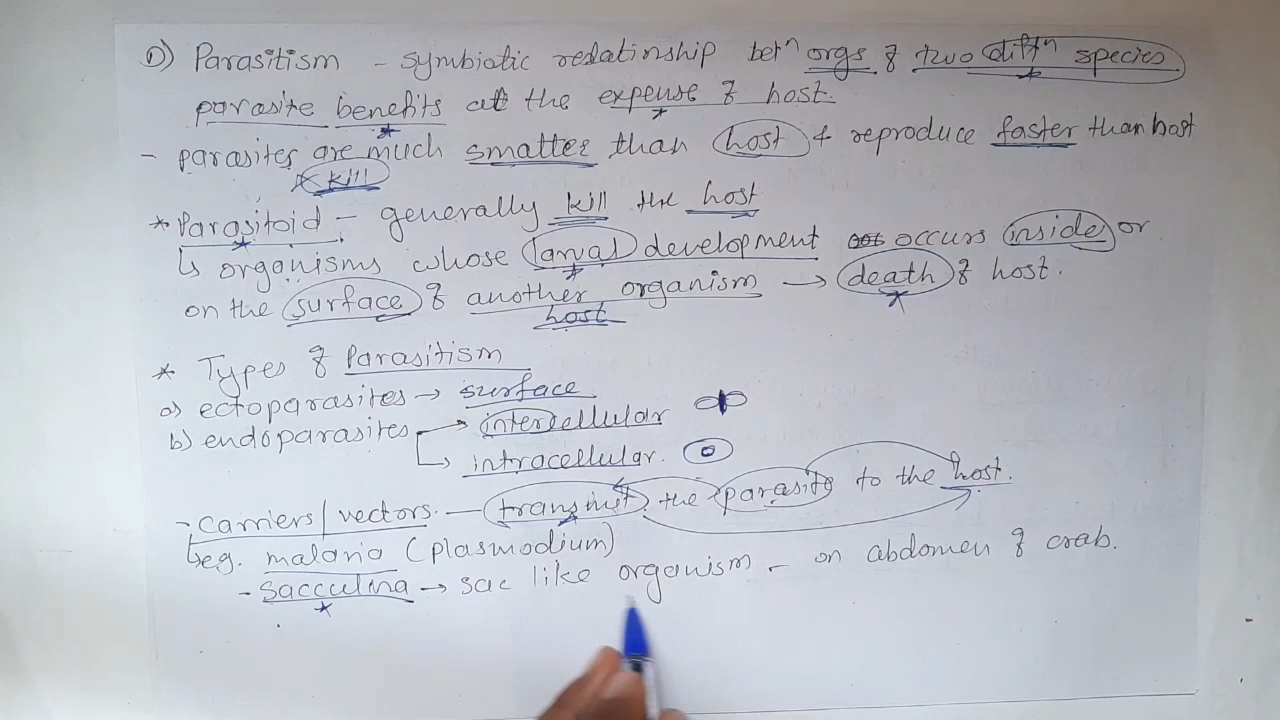 1) Parasitism - symbiotic relationship betⁿ orgs of two diffⁿ species
parasite benefits at the expense of host.
- parasites are much smatter than host & reproduce faster than host
kill
* Parasitoid - generally kill the host
↳ organisms whose larval development occurs inside or
on the surface of another organism → death of host.
host
* Types of Parasitism
a) ectoparasites → surface
b) endoparasites → intercellular
↳ intracellular.
- carriers/vectors. — transmit the parasite to the host.
↳ eg. malaria (plasmodium)
- sacculina → sac like organism - on abdomen of crab.